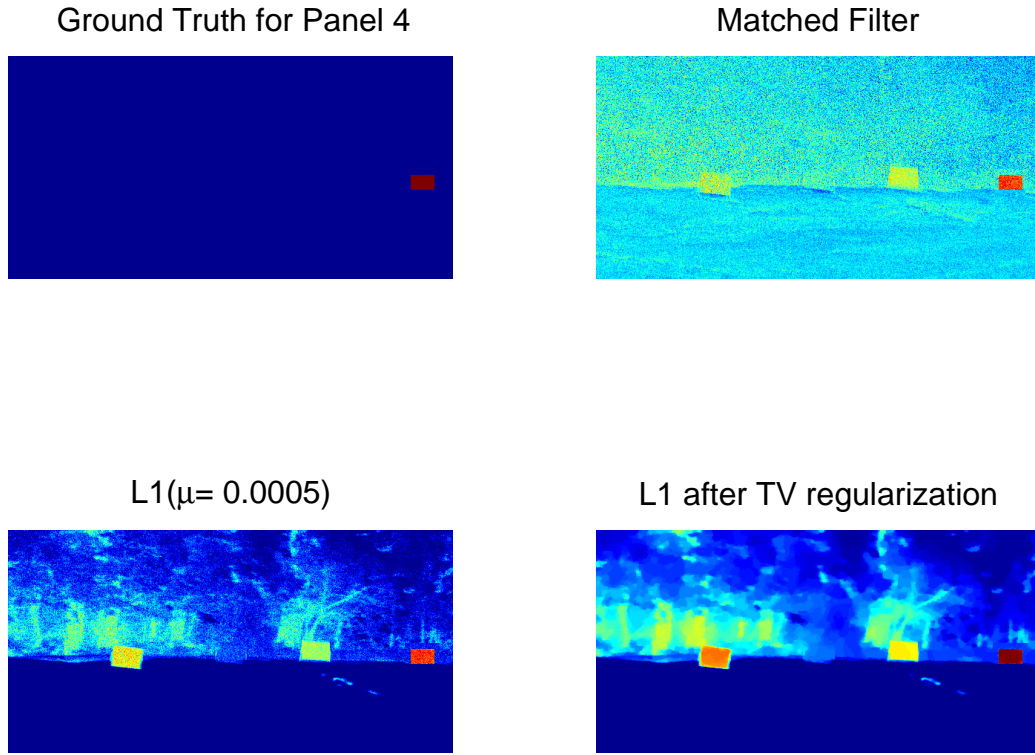 Ground Truth for Panel 4
Matched Filter
L1(μ= 0.0005)
L1 after TV regularization